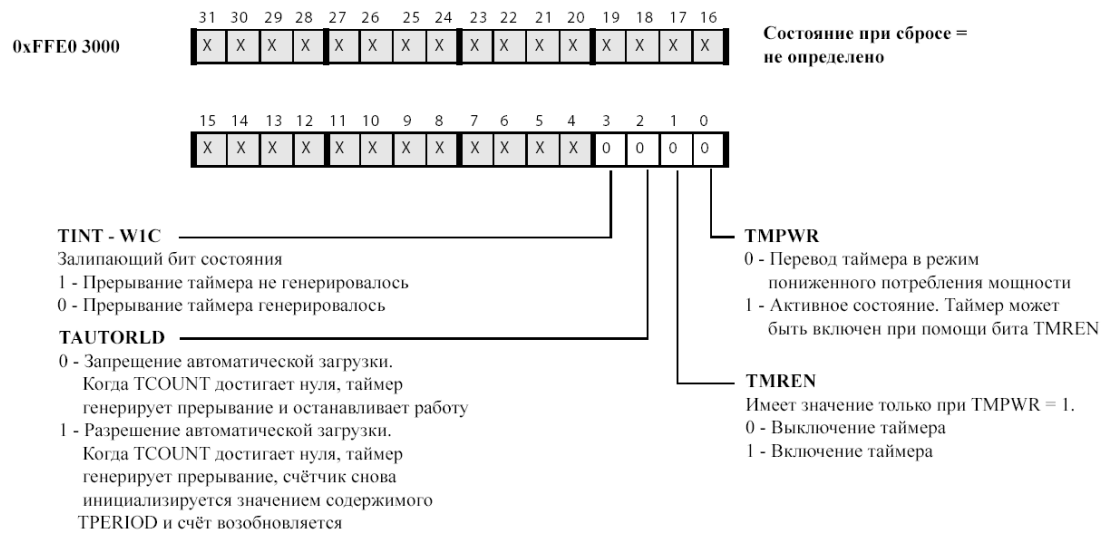 31 30 29 28 27 26 25 24 23 22 21 20 19 18 17 16
0xFFE0 3000
X X X X X X X X X X X X X X X X
Состояние при сбросе =
не определено
15 14 13 12 11 10 9 8 7 6 5 4 3 2 1 0
X X X X X X X X X X X X 0 0 0 0
TINT - W1C
Залипающий бит состояния
1 - Прерывание таймера не генерировалось
0 - Прерывание таймера генерировалось
TAUTORLD
0 - Запрещение автоматической загрузки.
Когда TCOUNT достигает нуля, таймер
генерирует прерывание и останавливает работу
1 - Разрешение автоматической загрузки.
Когда TCOUNT достигает нуля, таймер
генерирует прерывание, счётчик снова
инициализируется значением содержимого
TPERIOD и счёт возобновляется
TMPWR
0 - Перевод таймера в режим
пониженного потребления мощности
1 - Активное состояние. Таймер может
быть включен при помощи бита TMREN
TMREN
Имеет значение только при TMPWR = 1.
0 - Выключение таймера
1 - Включение таймера